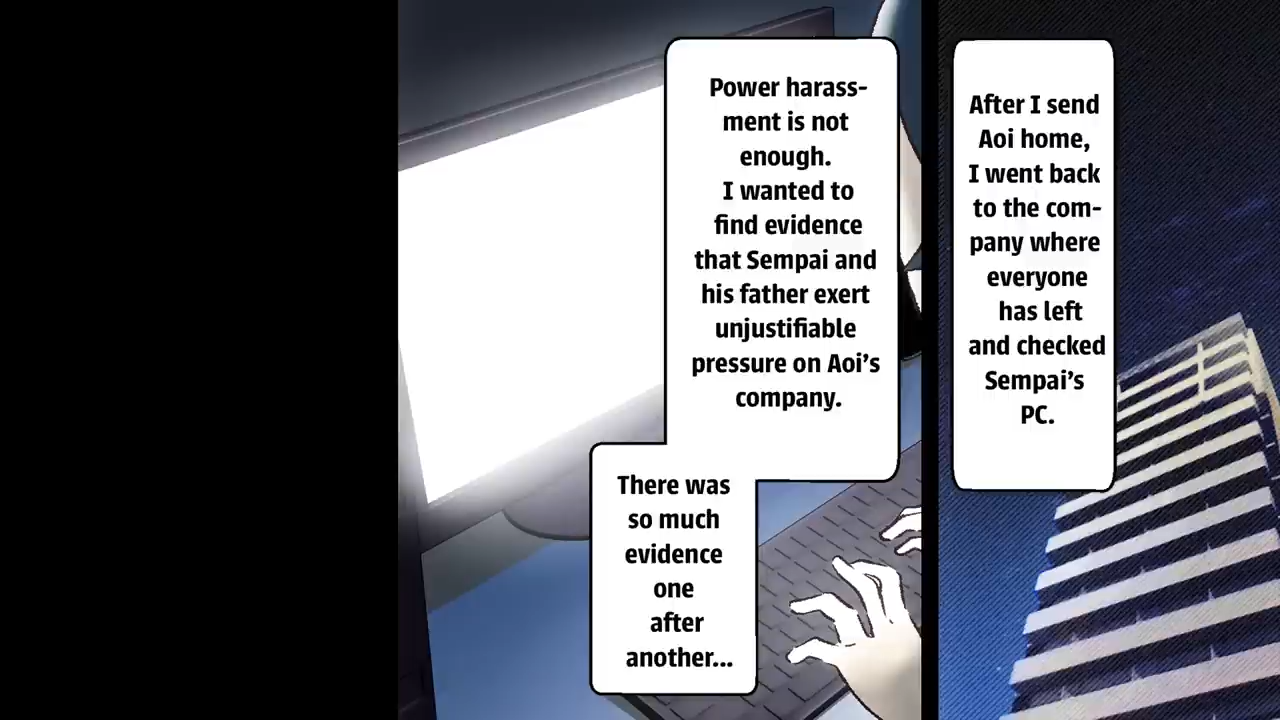 After I send
Aoi home,
I went back
to the com-
pany where
everyone
has left
and checked
Sempai's
PC.
Power harass-
ment is not
enough.
I wanted to
find evidence
that Sempai and
his father exert
unjustifiable
pressure on Aoi's
company.
There was
so much
evidence
one
after
another...